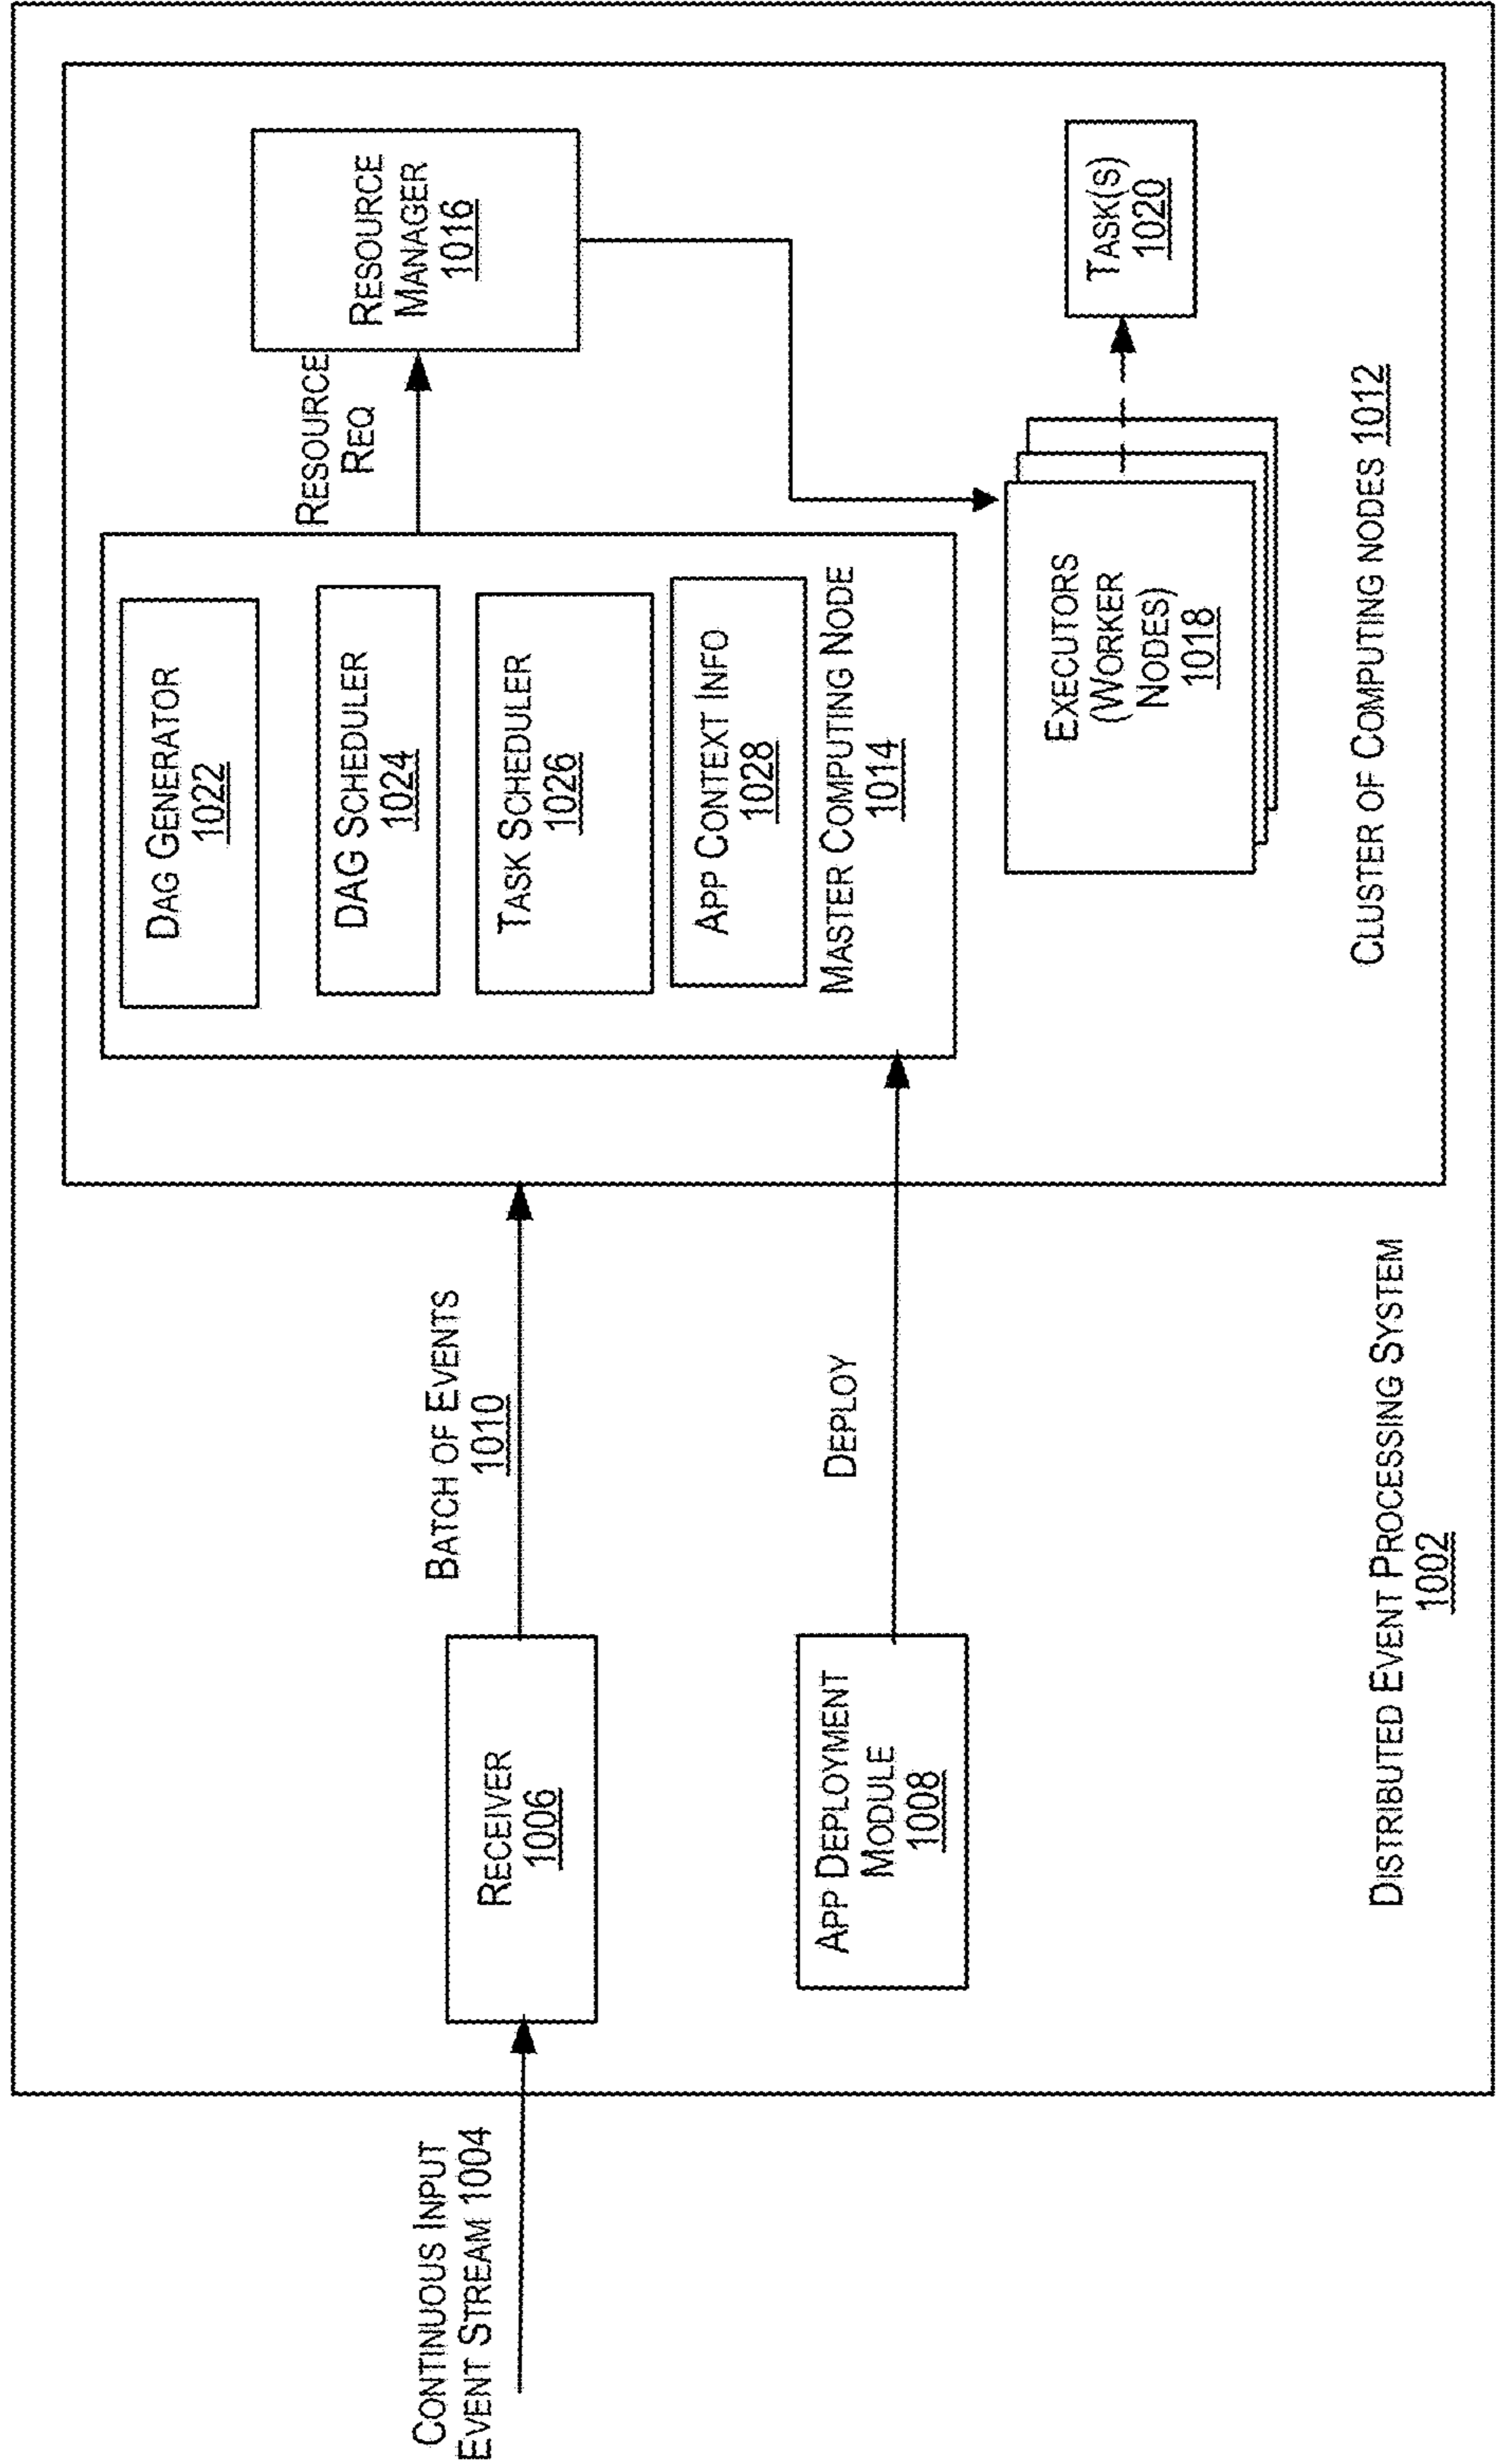 CONTINUOUS INPUT
EVENT STREAM 1004
RECEIVER
1006
BATCH OF EVENTS
1010
APP DEPLOYMENT
MODULE
1008
DEPLOY
DAG GENERATOR
1022
DAG SCHEDULER
1024
TASK SCHEDULER
1026
APP CONTEXT INFO
1028
MASTER COMPUTING NODE
1014
RESOURCE
REQ
RESOURCE
MANAGER
1016
EXECUTORS
(WORKER
NODES)
1018
TASK(S)
1020
CLUSTER OF COMPUTING NODES 1012
DISTRIBUTED EVENT PROCESSING SYSTEM
1002